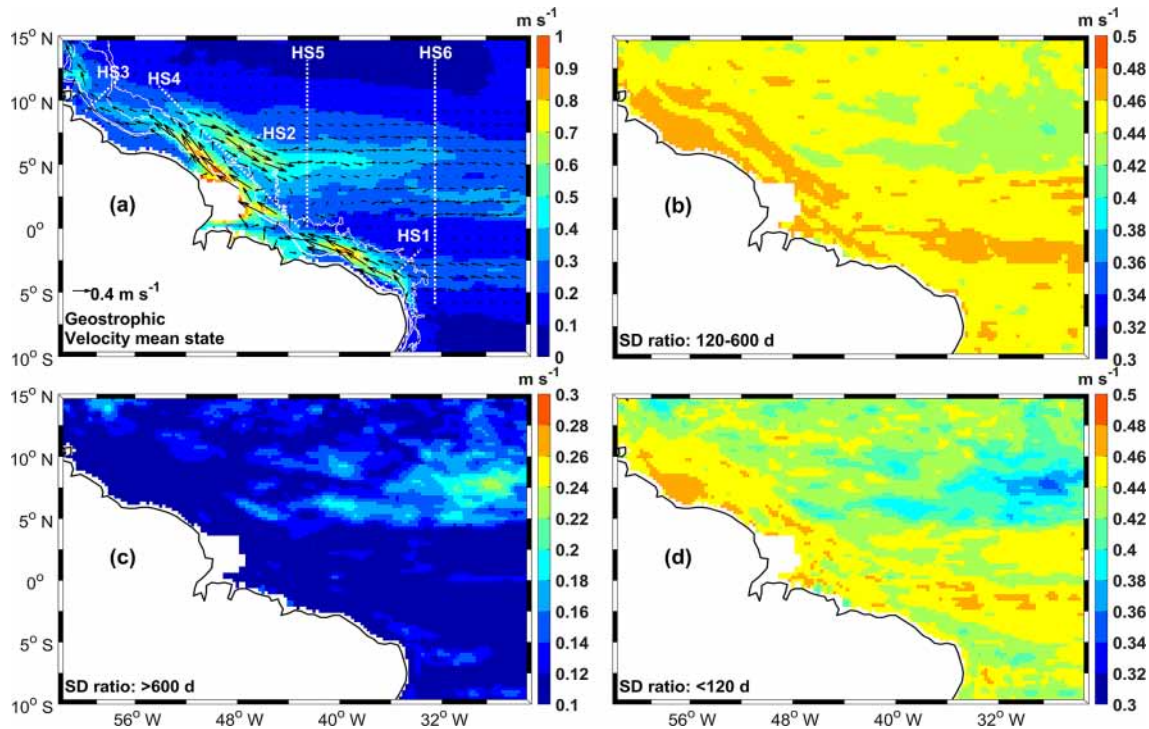 m s⁻¹
15° N
10° N
5° N
0°
5° S
10° S
HS3
HS4
HS5
HS6
HS2
HS1
(a)
0.4 m s⁻¹
Geostrophic
Velocity mean state
1
0.9
0.8
0.7
0.6
0.5
0.4
0.3
0.2
0.1
0
m s⁻¹
(b)
SD ratio: 120-600 d
0.5
0.48
0.46
0.44
0.42
0.4
0.38
0.36
0.34
0.32
0.3
m s⁻¹
15° N
10° N
5° N
0°
5° S
10° S
(c)
SD ratio: >600 d
56° W
48° W
40° W
32° W
0.3
0.28
0.26
0.24
0.22
0.2
0.18
0.16
0.14
0.12
0.1
m s⁻¹
(d)
SD ratio: <120 d
56° W
48° W
40° W
32° W
0.5
0.48
0.46
0.44
0.42
0.4
0.38
0.36
0.34
0.32
0.3